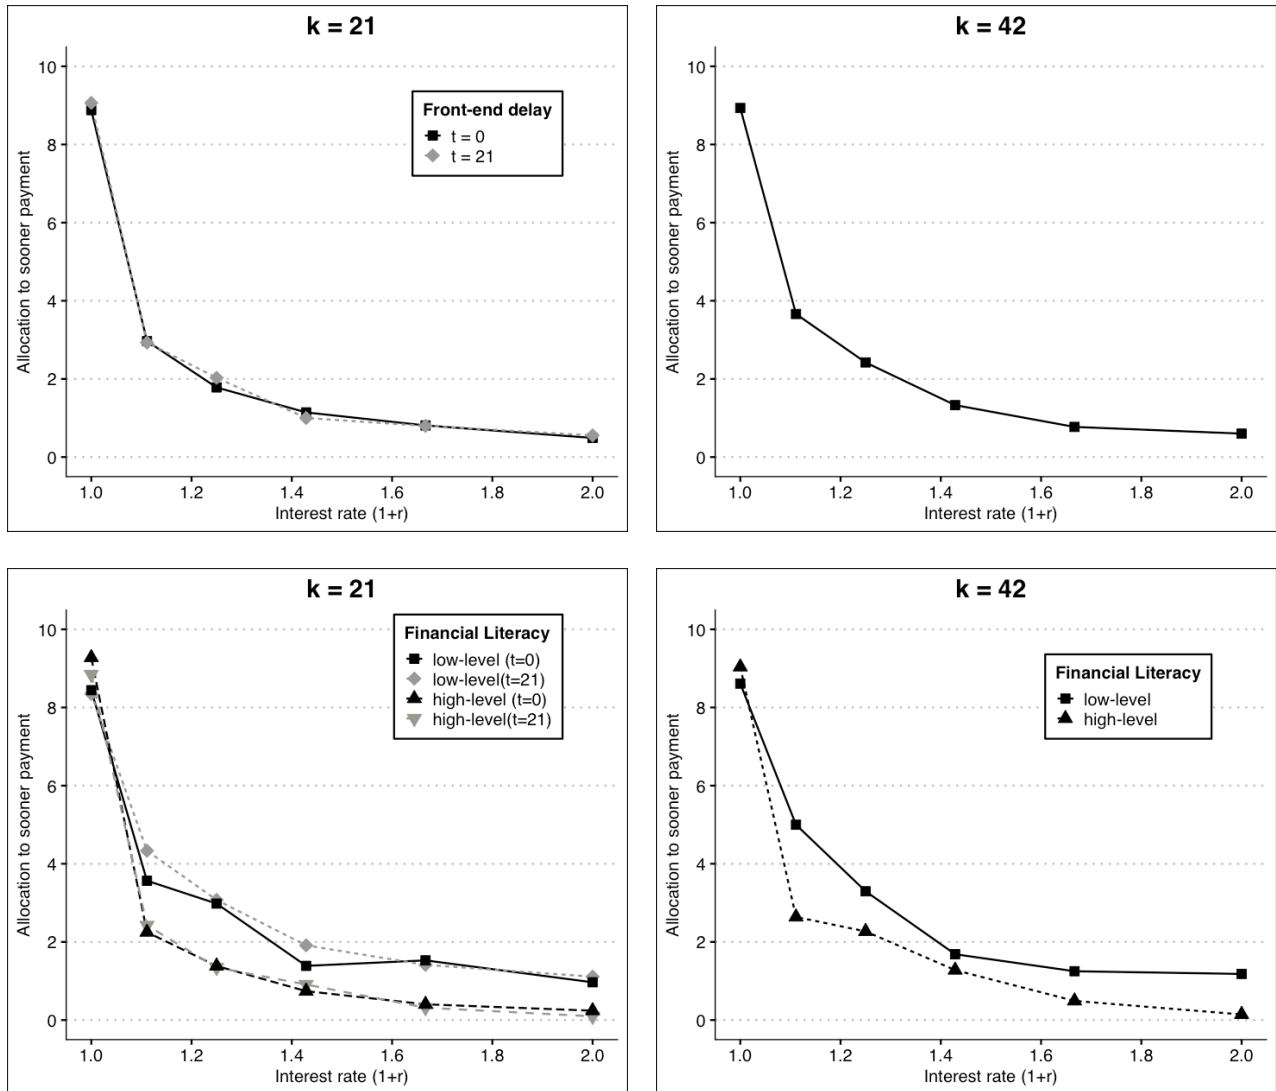 k = 21
Allocation to sooner payment
10
8
6
4
2
0
Front-end delay
t = 0
t = 21
1.0 1.2 1.4 1.6 1.8 2.0
Interest rate (1+r)
k = 42
Allocation to sooner payment
10
8
6
4
2
0
1.0 1.2 1.4 1.6 1.8 2.0
Interest rate (1+r)
k = 21
Allocation to sooner payment
10
8
6
4
2
0
Financial Literacy
low-level (t=0)
low-level(t=21)
high-level (t=0)
high-level(t=21)
1.0 1.2 1.4 1.6 1.8 2.0
Interest rate (1+r)
k = 42
Allocation to sooner payment
10
8
6
4
2
0
Financial Literacy
low-level
high-level
1.0 1.2 1.4 1.6 1.8 2.0
Interest rate (1+r)